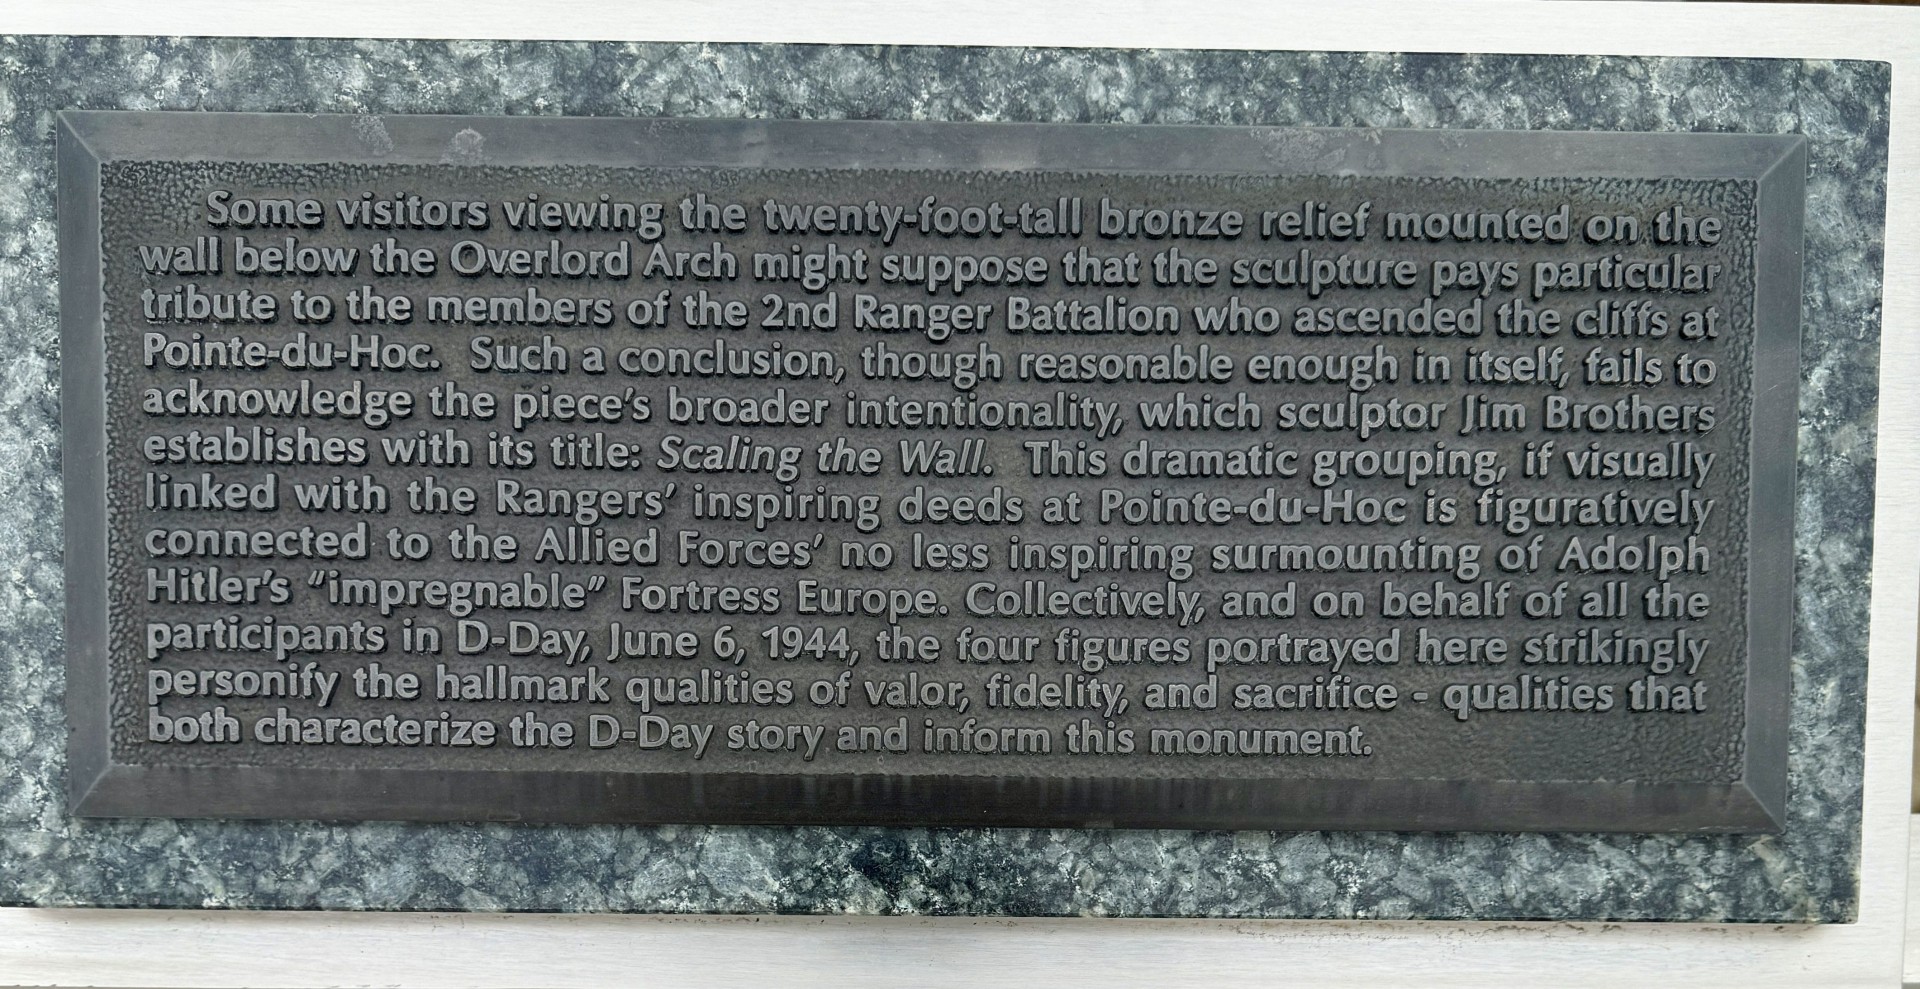 Some visitors viewing the twenty-foot-tall bronze relief mounted on the
wall below the Overlord Arch might suppose that the sculpture pays particular
tribute to the members of the 2nd Ranger Battalion who ascended the cliffs at
Pointe-du-Hoc. Such a conclusion, though reasonable enough in itself, fails to
acknowledge the piece's broader intentionality, which sculptor Jim Brothers
establishes with its title: Scaling the Wall. This dramatic grouping, if visually
linked with the Rangers' inspiring deeds at Pointe-du-Hoc is figuratively
connected to the Allied Forces' no less inspiring surmounting of Adolph
Hitler's "impregnable" Fortress Europe. Collectively, and on behalf of all the
participants in D-Day, June 6, 1944, the four figures portrayed here strikingly
personify the hallmark qualities of valor, fidelity, and sacrifice - qualities that
both characterize the D-Day story and inform this monument.